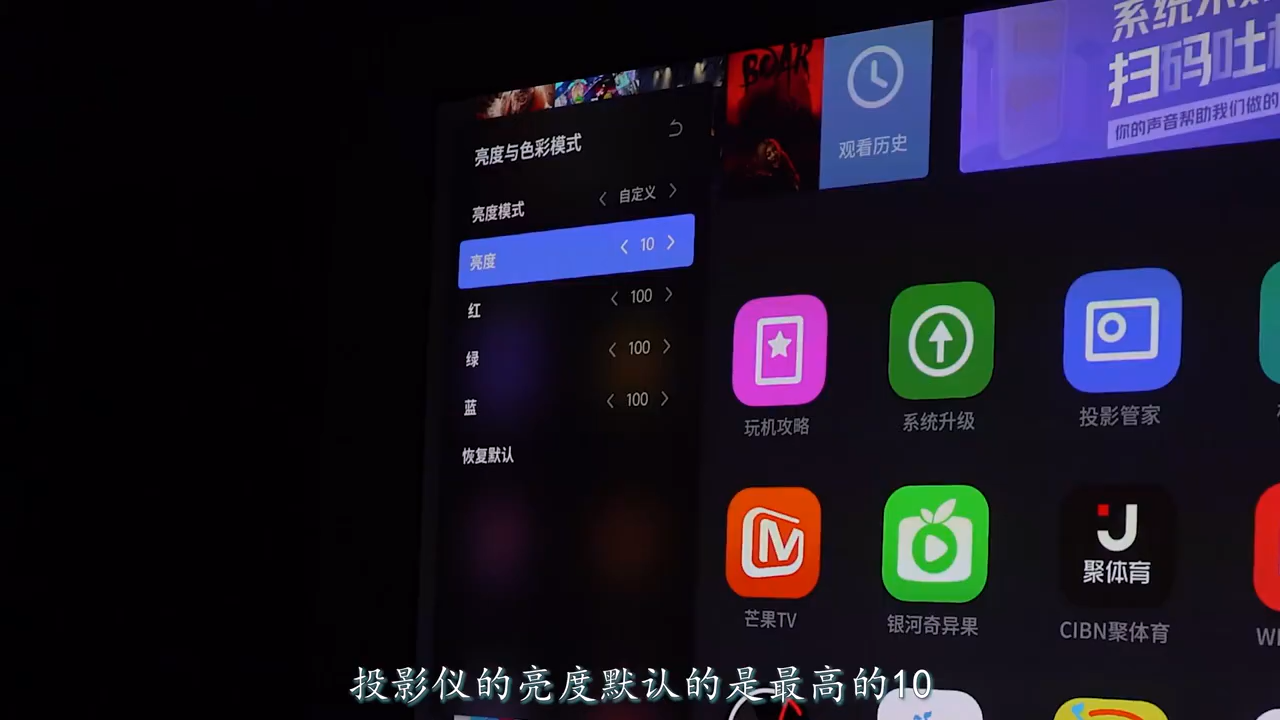 BOAR
观看历史
扫码吐
你的声音帮助我们做的
亮度与色彩模式
亮度模式
自定义
亮度
10
红
100
绿
100
蓝
100
恢复默认
玩机攻略
系统升级
投影管家
芒果TV
银河奇异果
聚体育
CIBN聚体育
投影仪的亮度默认的是最高的10